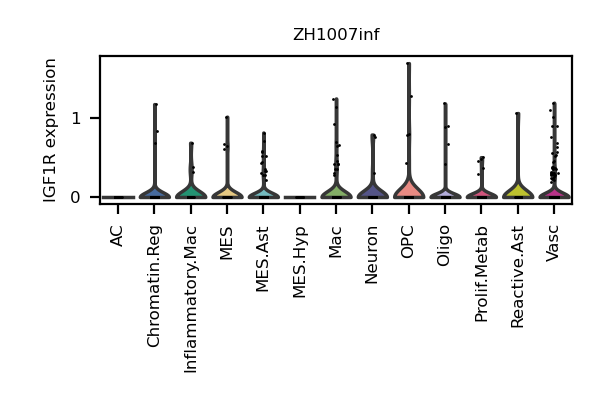 ZH1007inf
IGF1R expression
1
0
AC
Chromatin.Reg
Inflammatory.Mac
MES
MES.Ast
MES.Hyp
Mac
Neuron
OPC
Oligo
Prolif.Metab
Reactive.Ast
Vasc